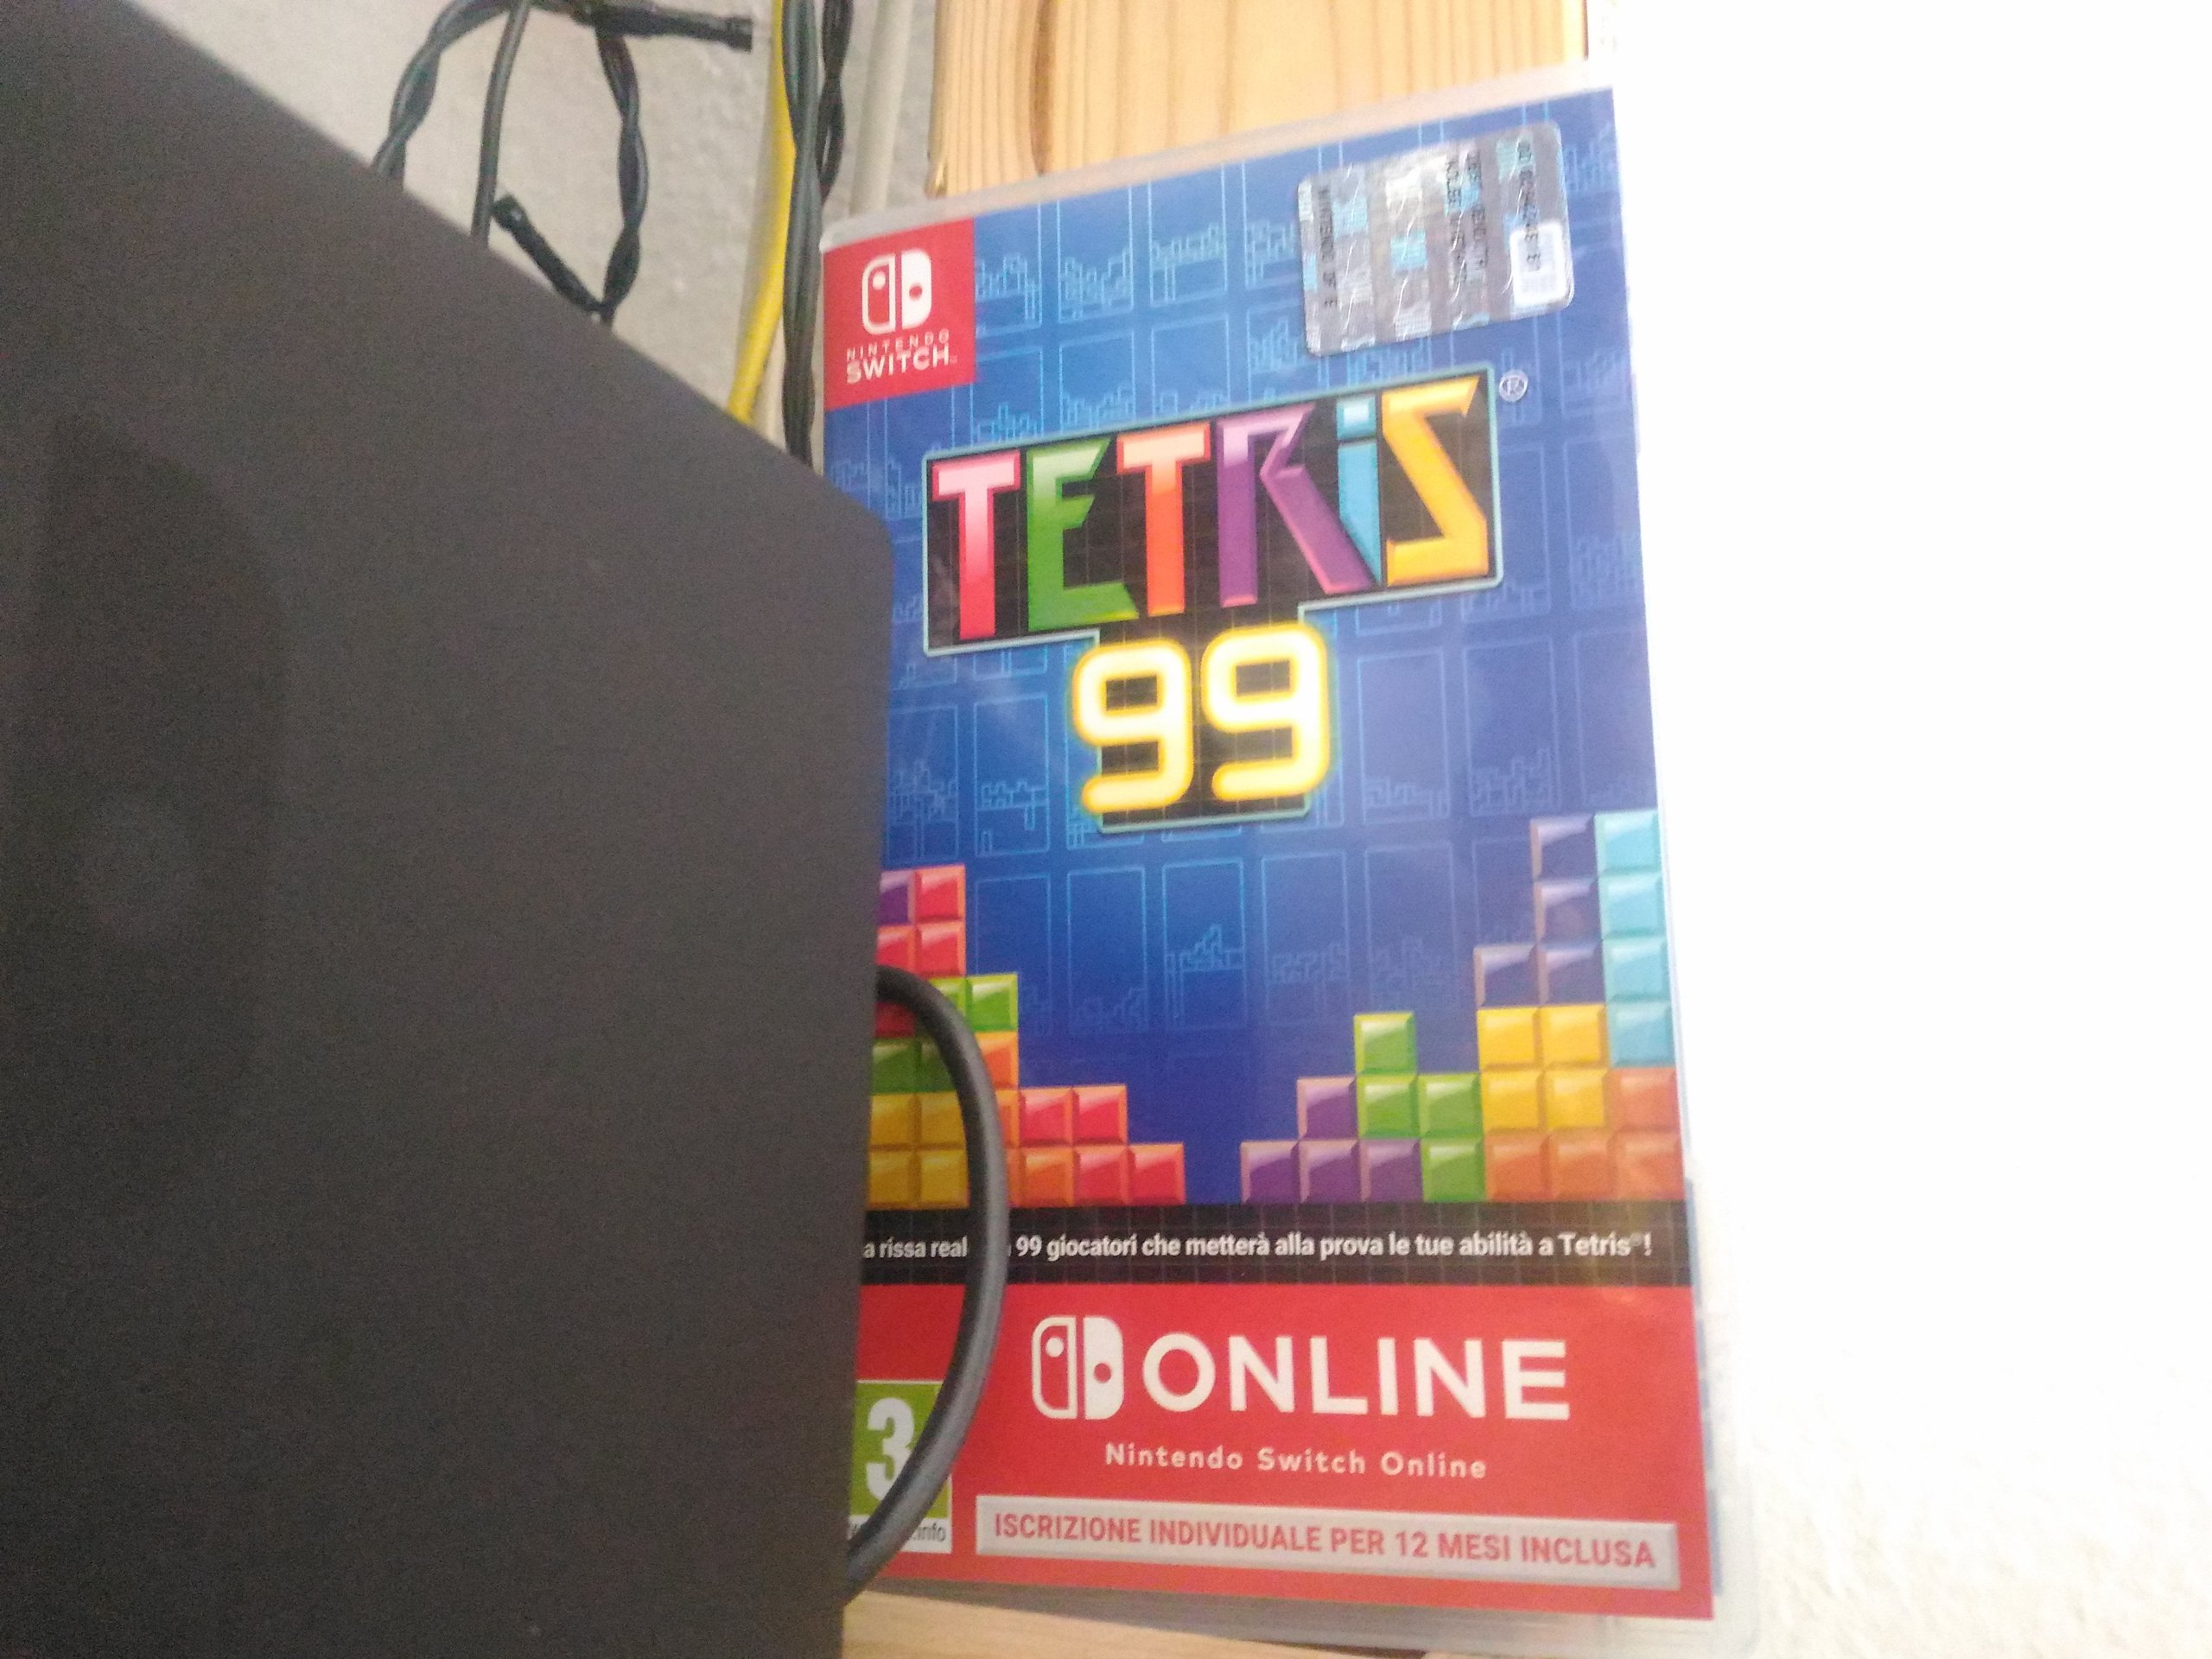 NINTENDO
SWITCH
TETRIS
99
rissa real
99 giocatori che metterà alla prova le tue abilità a Tetris®!
ONLINE
Nintendo Switch Online
3
.info
ISCRIZIONE INDIVIDUALE PER 12 MESI INCLUSA